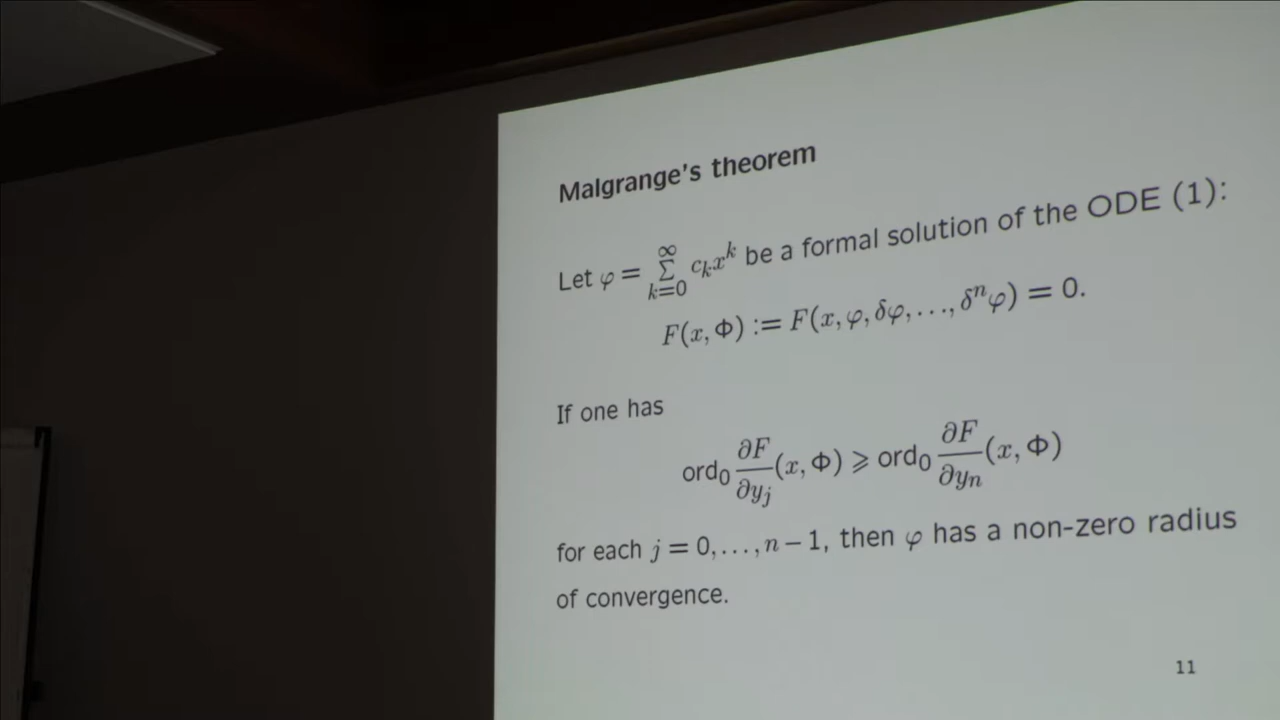 Malgrange's theorem
Let φ = ∑_{k=0}^{∞} c_k x^k be a formal solution of the ODE (1):
F(x, Φ) := F(x, φ, δφ, ..., δ^n φ) = 0.
If one has
ord_0 ∂F/∂y_j (x, Φ) ⩾ ord_0 ∂F/∂y_n (x, Φ)
for each j = 0, ..., n − 1, then φ has a non-zero radius
of convergence.
11